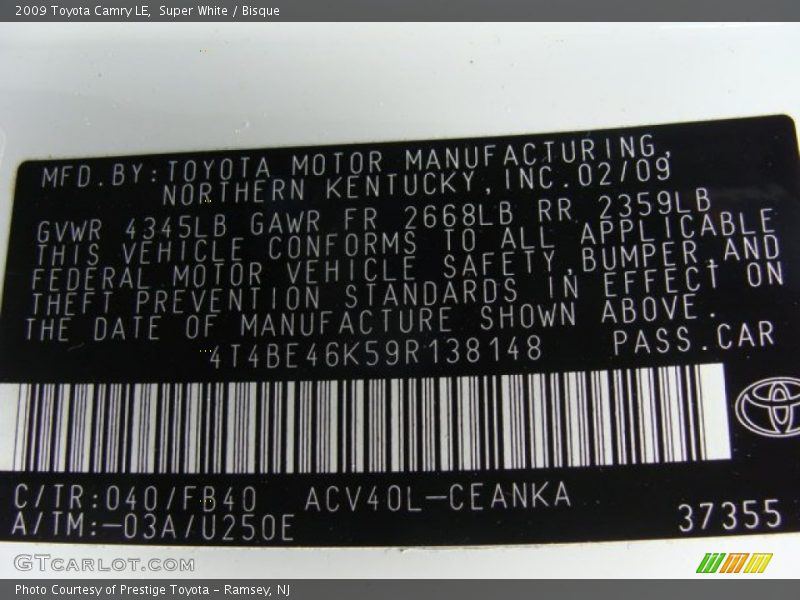 2009 Toyota Camry LE,  Super White / Bisque
MFD.BY:TOYOTA MOTOR MANUFACTURING,
NORTHERN KENTUCKY,INC.02/09
GVWR 4345LB GAWR FR 2668LB RR 2359LB
THIS VEHICLE CONFORMS TO ALL APPLICABLE
FEDERAL MOTOR VEHICLE SAFETY,BUMPER,AND
THEFT PREVENTION STANDARDS IN EFFECT ON
THE DATE OF MANUFACTURE SHOWN ABOVE.
4T4BE46K59R138148 PASS.CAR
C/TR:040/FB40 ACV40L-CEANKA
A/TM:-03A/U250E 37355
GTCARLOT.COM
Photo Courtesy of Prestige Toyota - Ramsey, NJ